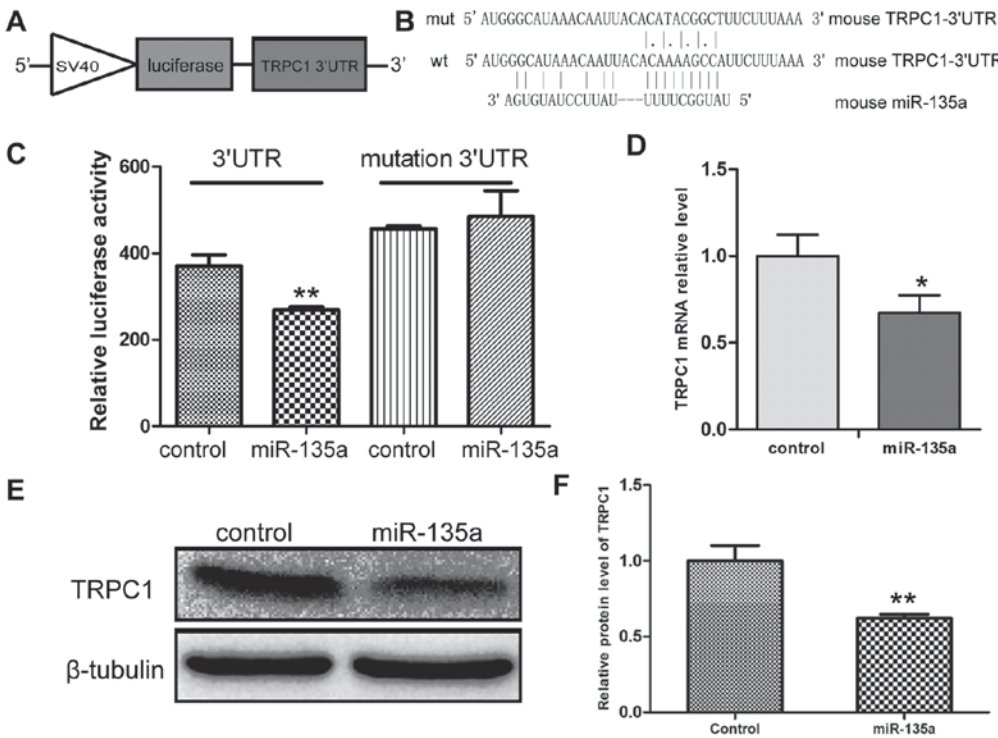 A
5' SV40 luciferase TRPC1 3'UTR 3'
B
mut 5' AUGGGCAUAAACAAUUACACAUACGGCUUUCUUUAAA 3' mouse TRPC1-3'UTR
wt 5' AUGGGCAUAAACAAUUACACAAAAGCCAUUCUUUAAA 3' mouse TRPC1-3'UTR
3' AGUGUAUCCUUAU---UUUUCGGUAU 5' mouse miR-135a
C
Relative luciferase activity
3'UTR mutation 3'UTR
600
400
**
200
0
control miR-135a control miR-135a
D
TRPC1 mRNA relative level
1.5
1.0
*
0.5
0.0
control miR-135a
E
control miR-135a
TRPC1
β-tubulin
F
Relative protein level of TRPC1
1.5
1.0
**
0.5
0.0
Control miR-135a